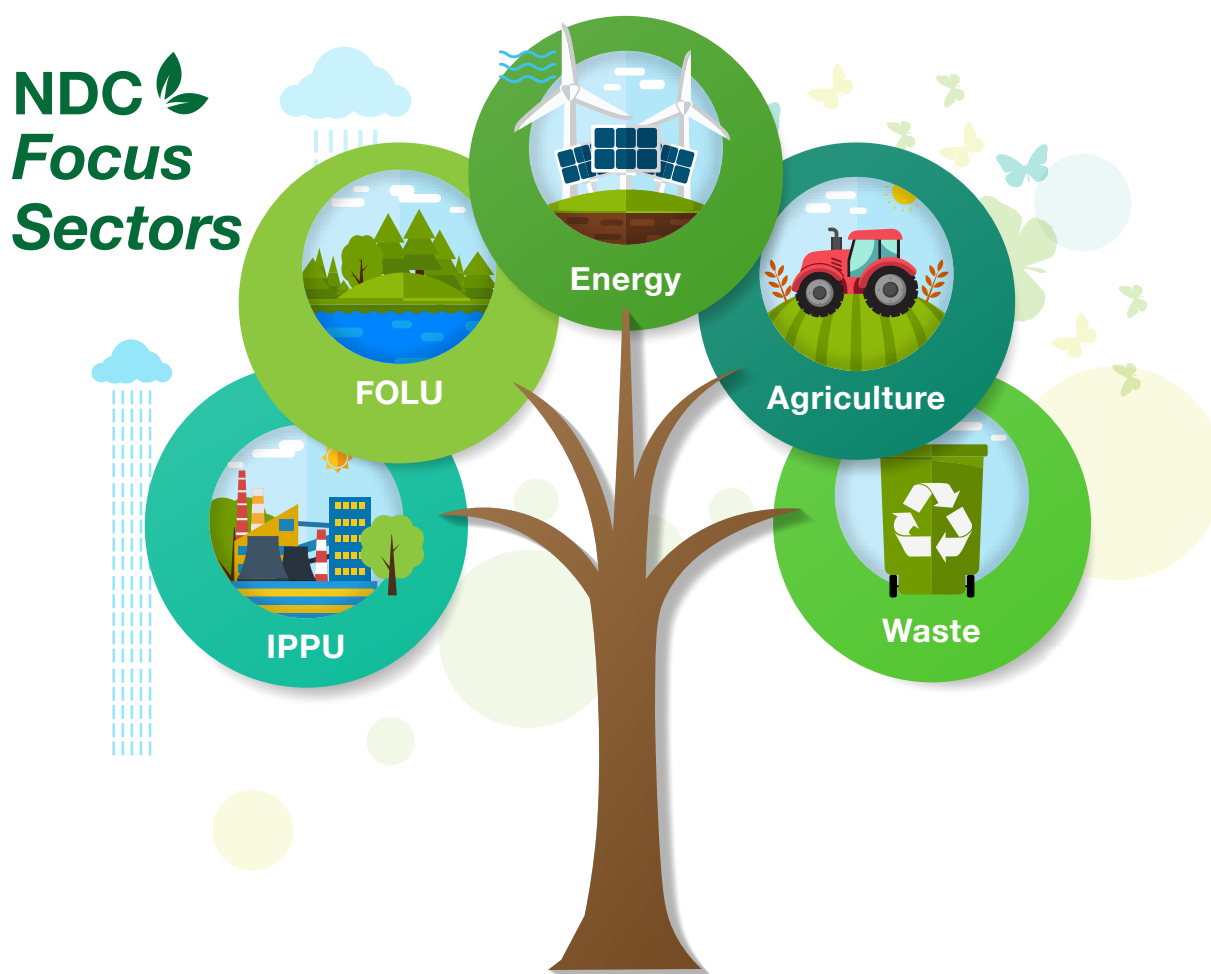 NDC
Focus
Sectors
Energy
FOLU
Agriculture
IPPU
Waste